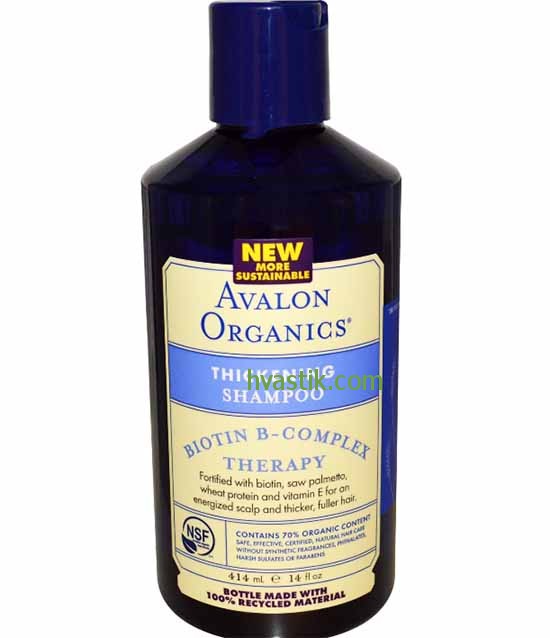 NEW
MORE
SUSTAINABLE
AVALON
ORGANICS®
THICKENING
hvastik.com
SHAMPOO
BIOTIN B-COMPLEX
THERAPY
Fortified with biotin, saw palmetto,
wheat protein and vitamin E for an
energized scalp and thicker, fuller hair.
NSF
CONTAINS 70% ORGANIC CONTENT
SAFE, EFFECTIVE, CERTIFIED, NATURAL HAIR CARE
WITHOUT SYNTHETIC FRAGRANCES, PHTHALATES,
HARSH SULFATES OR PARABENS
414 mL e 14 fl oz
BOTTLE MADE WITH
100% RECYCLED MATERIAL